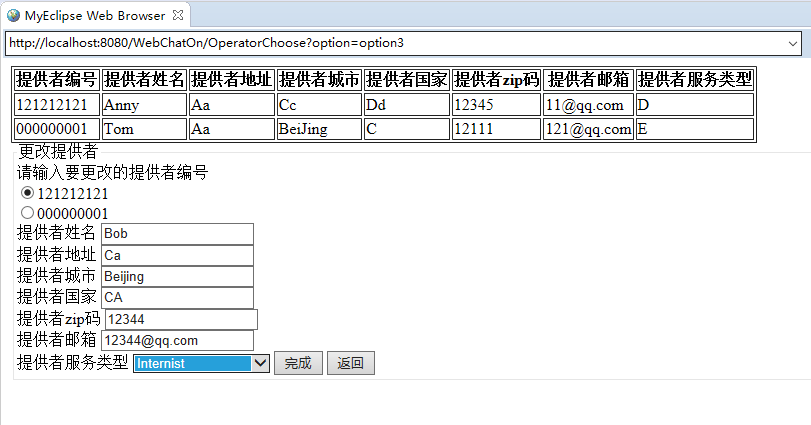 MyEclipse Web Browser
http://localhost:8080/WebChatOn/OperatorChoose?option=option3
提供者编号 提供者姓名 提供者地址 提供者城市 提供者国家 提供者zip码 提供者邮箱 提供者服务类型
121212121 Anny Aa Cc Dd 12345 11@qq.com D
000000001 Tom Aa BeiJing C 12111 121@qq.com E
更改提供者
请输入要更改的提供者编号
121212121
000000001
提供者姓名 Bob
提供者地址 Ca
提供者城市 Beijing
提供者国家 CA
提供者zip码 12344
提供者邮箱 12344@qq.com
提供者服务类型 Internist 完成 返回